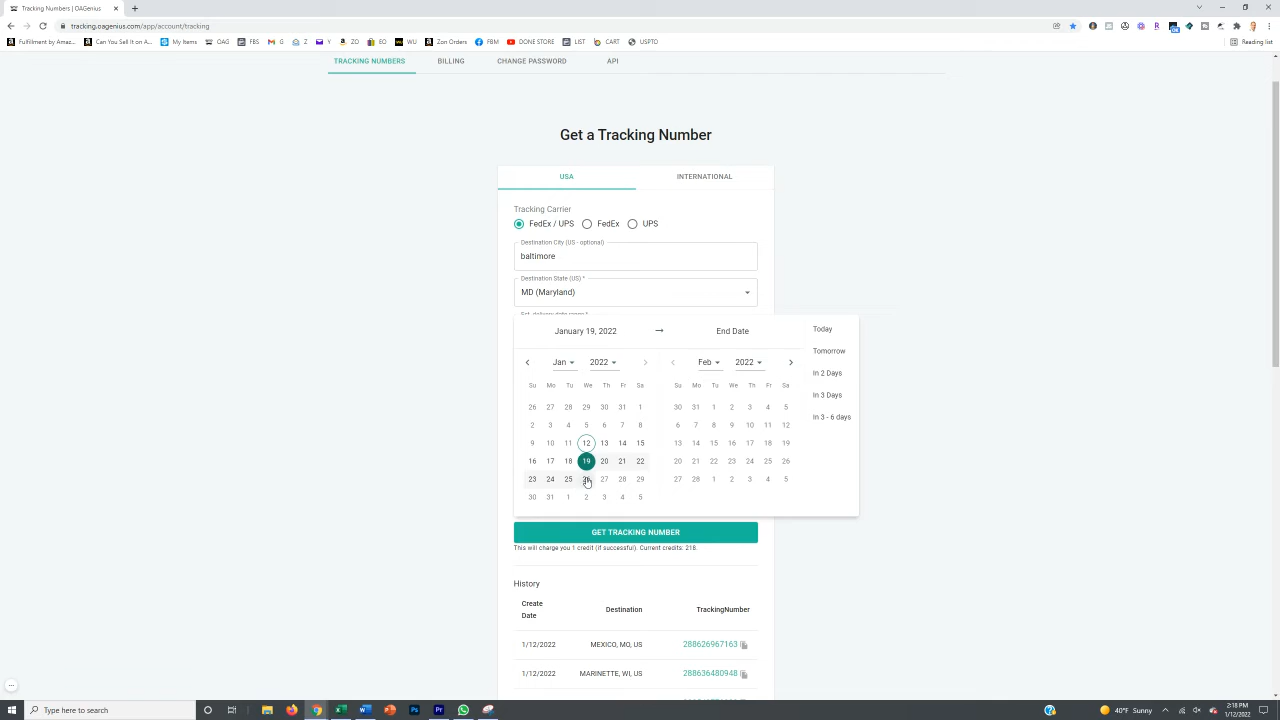 Tracking Numbers | OAGenius
tracking.oagenius.com/app/account/tracking
Fulfillment by Amaz... Can You Sell It on A... My Items OAG FBS G Z Y ZO EO WU Zon Orders FBM DONE STORE LIST CART USPTO Reading list
TRACKING NUMBERS BILLING CHANGE PASSWORD API
Get a Tracking Number
USA INTERNATIONAL
Tracking Carrier
FedEx / UPS FedEx UPS
Destination City (US - optional)
baltimore
Destination State (US) *
MD (Maryland)
Est. delivery date range *
January 19, 2022 → End Date Today
Tomorrow
Jan 2022 Feb 2022
In 2 Days
Su Mo Tu We Th Fr Sa Su Mo Tu We Th Fr Sa
In 3 Days
26 27 28 29 30 31 1 30 31 1 2 3 4 5
In 3 - 6 days
2 3 4 5 6 7 8 6 7 8 9 10 11 12
9 10 11 12 13 14 15 13 14 15 16 17 18 19
16 17 18 19 20 21 22 20 21 22 23 24 25 26
23 24 25 26 27 28 29 27 28 1 2 3 4 5
30 31 1 2 3 4 5
GET TRACKING NUMBER
This will charge you 1 credit (if successful). Current credits: 218.
History
Create Date Destination TrackingNumber
1/12/2022 MEXICO, MO, US 288626967163
1/12/2022 MARINETTE, WI, US 288636480948
Type here to search
40°F Sunny
2:18 PM
1/12/2022